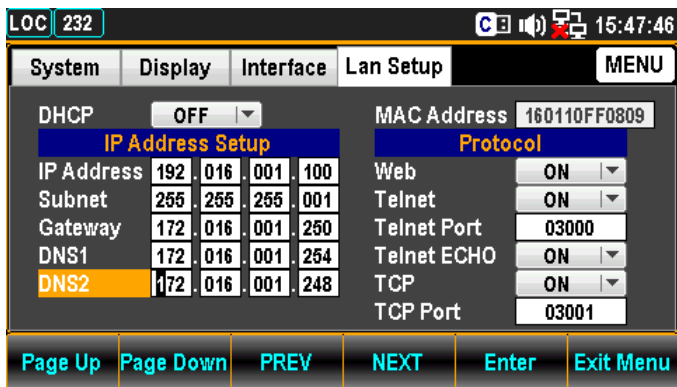 LOC 232 C 15:47:46
System Display Interface Lan Setup MENU
DHCP OFF MAC Address 160110FF0809
IP Address Setup Protocol
IP Address 192 . 016 . 001 . 100 Web ON
Subnet 255 . 255 . 255 . 001 Telnet ON
Gateway 172 . 016 . 001 . 250 Telnet Port 03000
DNS1 172 . 016 . 001 . 254 Telnet ECHO ON
DNS2 172 . 016 . 001 . 248 TCP ON
TCP Port 03001
Page Up Page Down PREV NEXT Enter Exit Menu